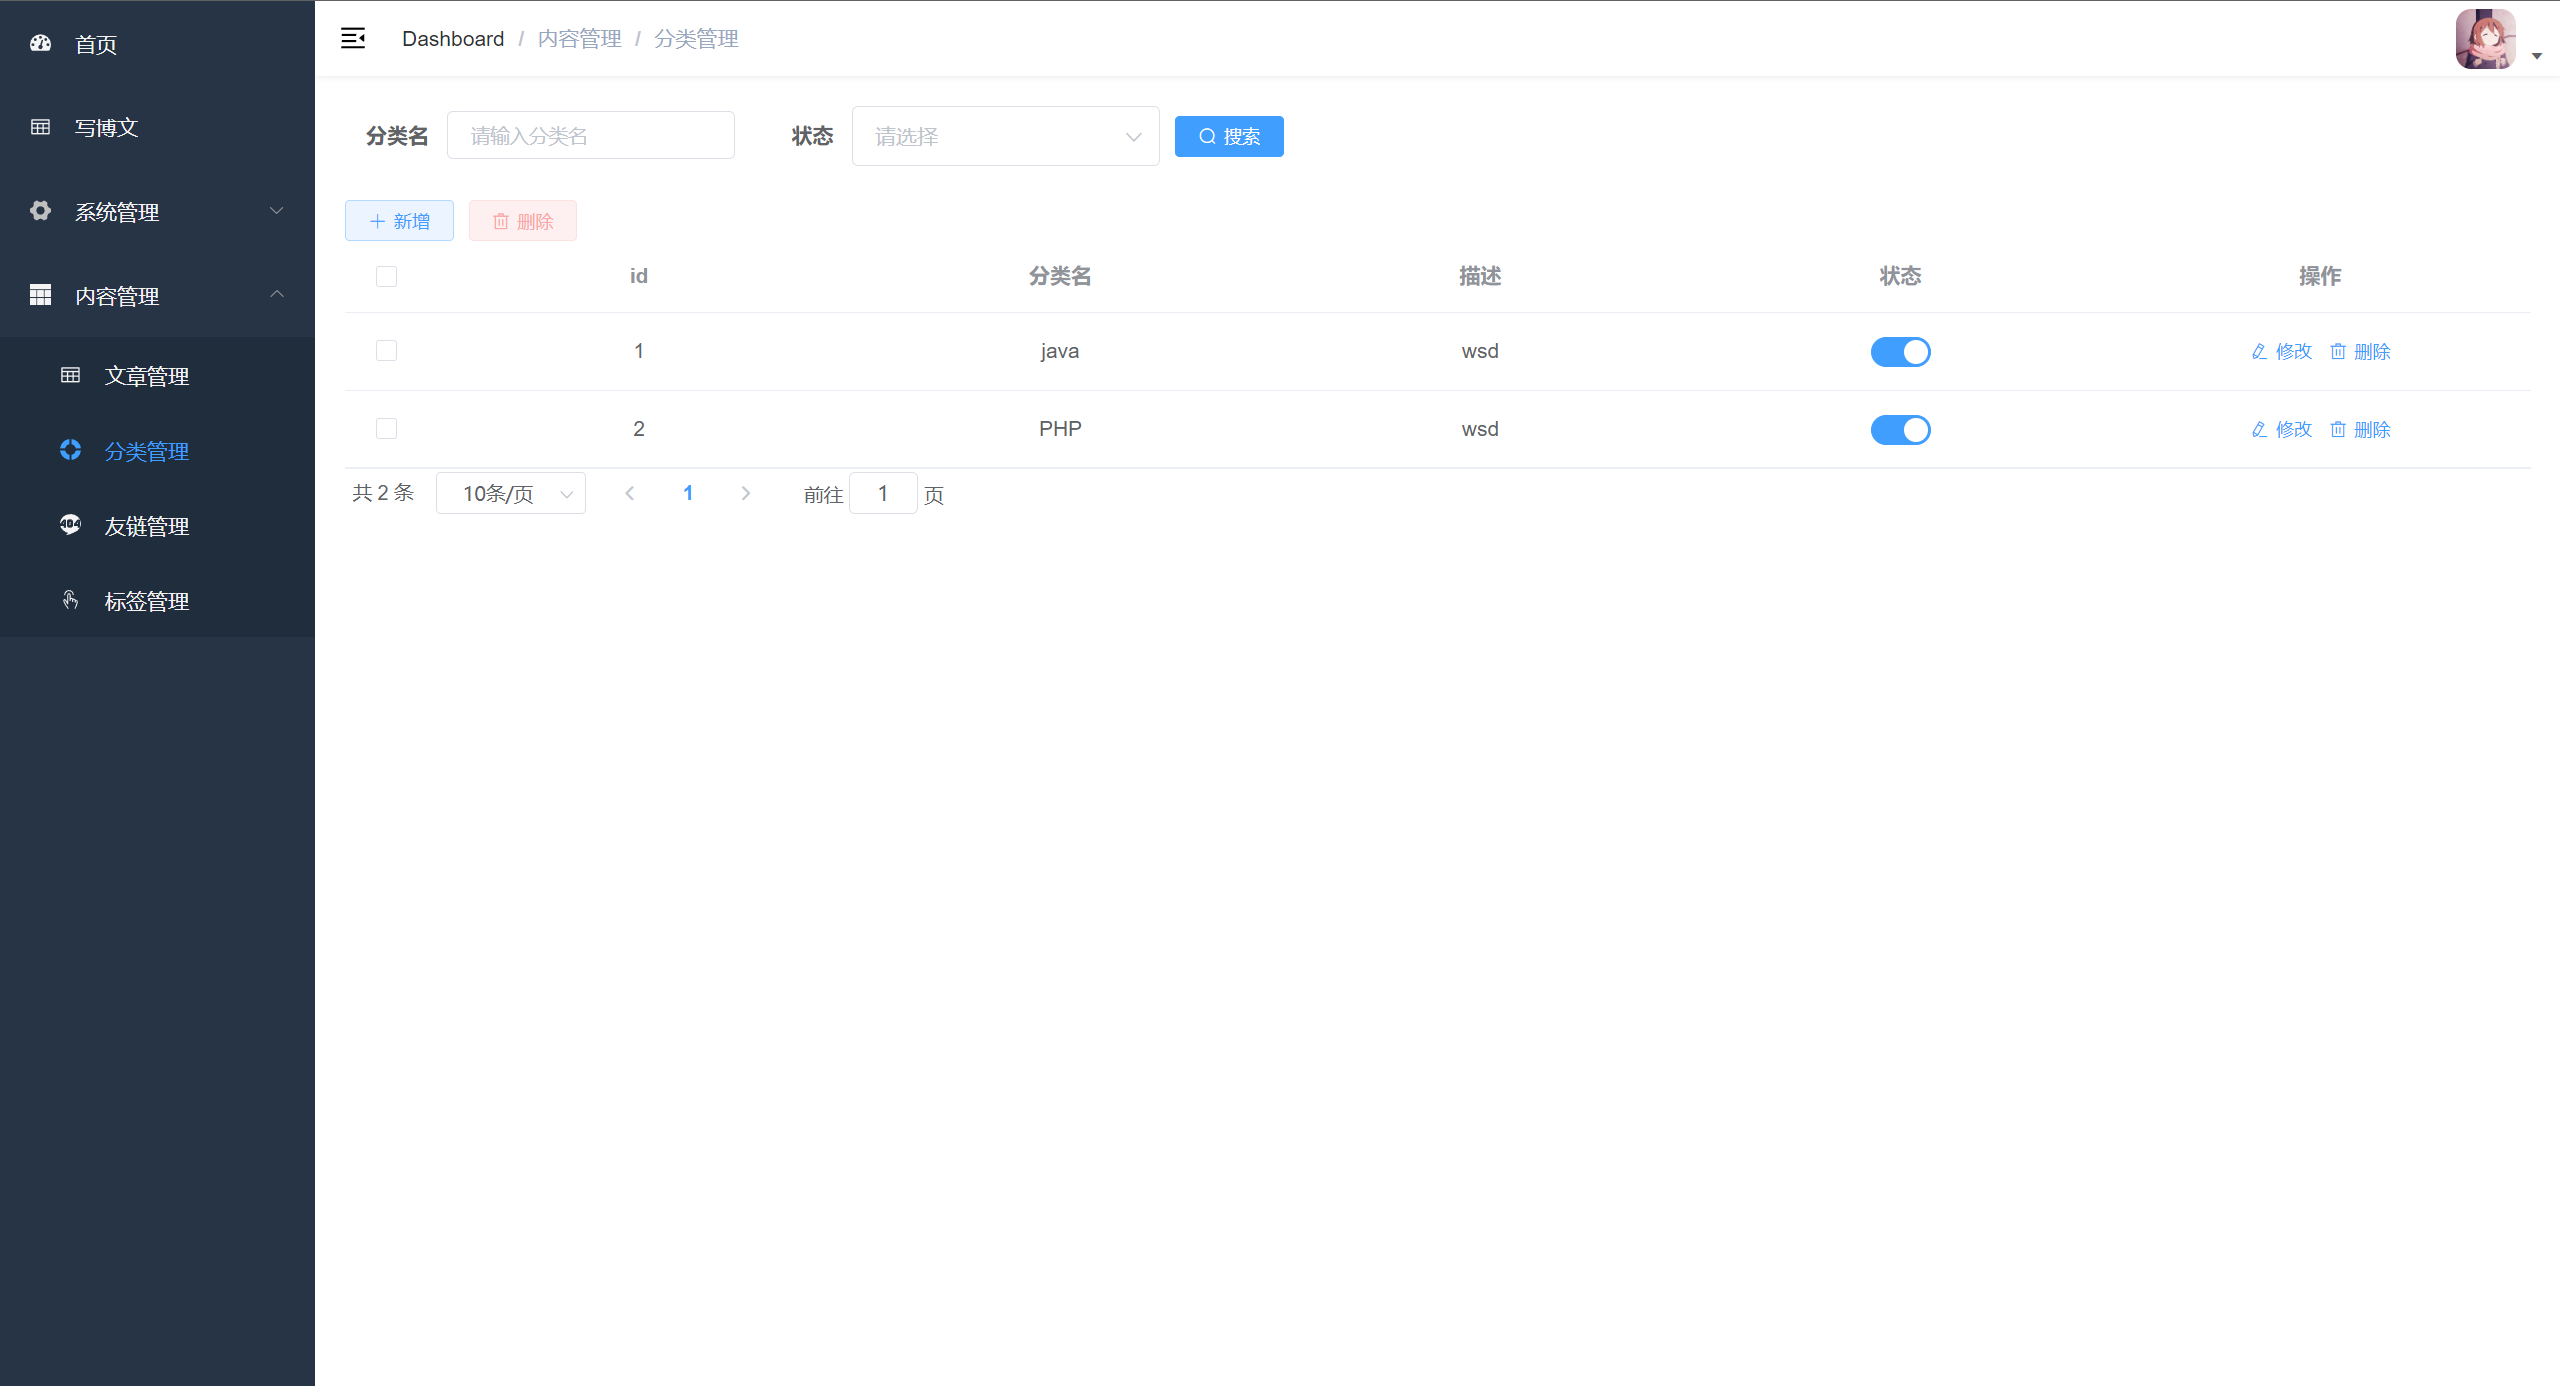 首页
写博文
系统管理
内容管理
文章管理
分类管理
友链管理
标签管理
Dashboard / 内容管理 / 分类管理
分类名 请输入分类名 状态 请选择 搜索
新增 删除
id 分类名 描述 状态 操作
1 java wsd 修改 删除
2 PHP wsd 修改 删除
共 2 条 10条/页 1 前往 1 页